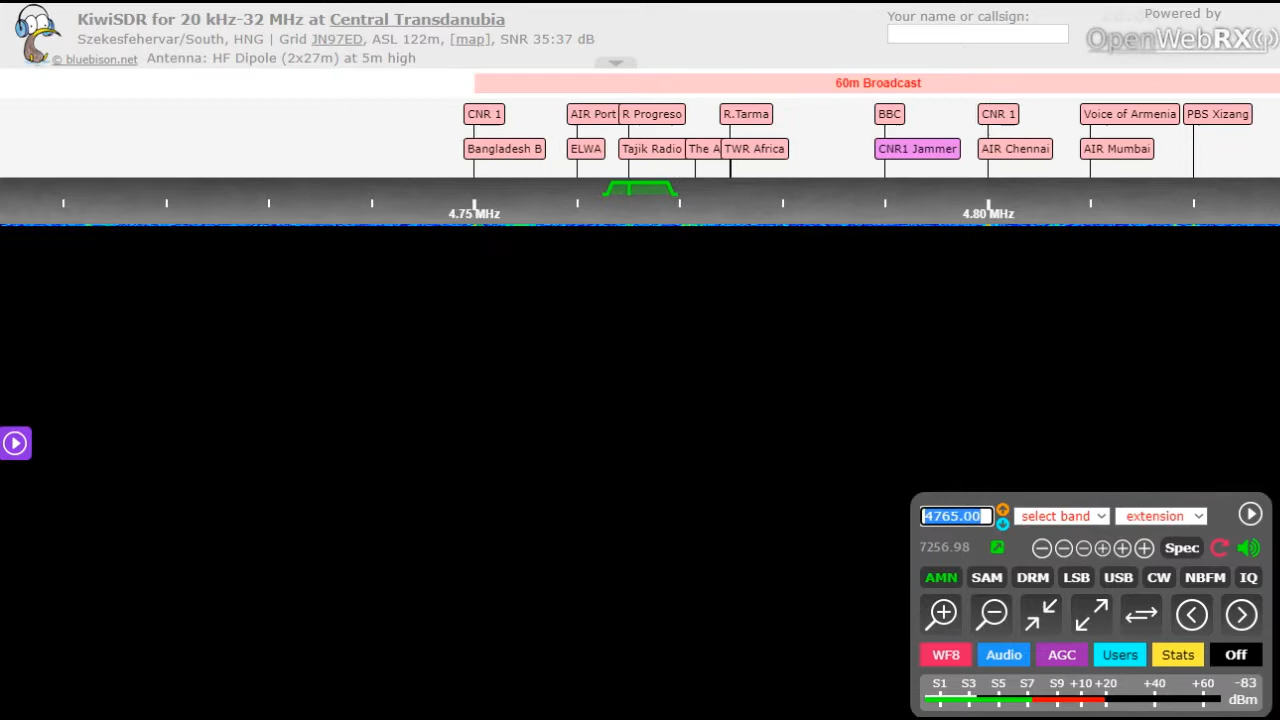 KiwiSDR for 20 kHz-32 MHz at Central Transdanubia
Szekesfehervar/South, HNG | Grid JN97ED, ASL 122m, [map], SNR 35:37 dB
© bluebison.net
Antenna: HF Dipole (2x27m) at 5m high
Your name or callsign:
Powered by
OpenWebRX
60m Broadcast
CNR 1
AIR Port
R Progreso
R.Tarma
BBC
CNR 1
Voice of Armenia
PBS Xizang
Bangladesh B
ELWA
Tajik Radio
The A
TWR Africa
CNR1 Jammer
AIR Chennai
AIR Mumbai
4.75 MHz
4.80 MHz
4765.00
select band
extension
7256.98
Spec
AMN
SAM
DRM
LSB
USB
CW
NBFM
IQ
WF8
Audio
AGC
Users
Stats
Off
S1 S3 S5 S7 S9 +10 +20 +40 +60 -83
dBm